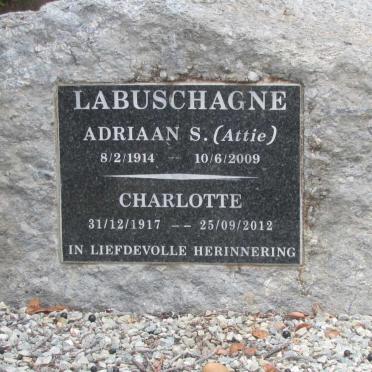 LABUSCHAGNE
ADRIAAN S. (Attie)
8/2/1914 -- 10/6/2009
CHARLOTTE
31/12/1917 -- 25/09/2012
IN LIEFDEVOLLE HERINNERING